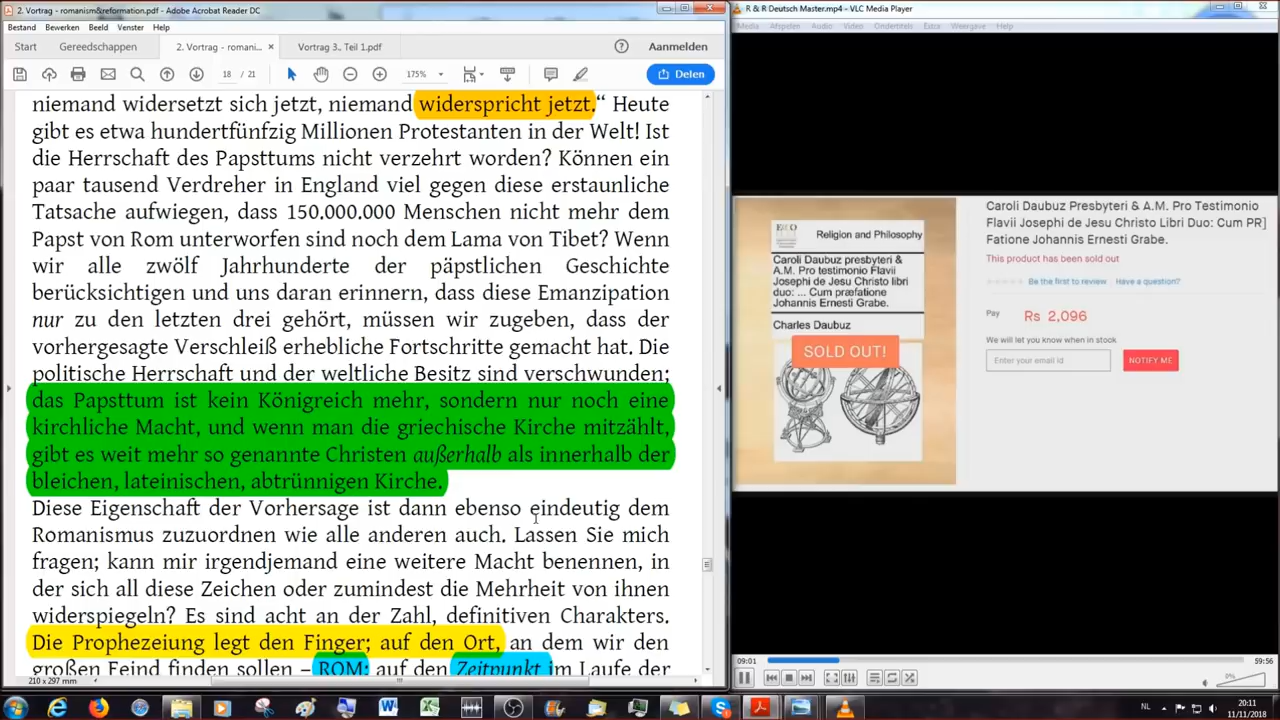 2. Vortrag - romanism&reformation.pdf - Adobe Acrobat Reader DC
Bestand Bewerken Beeld Venster Help
Start Gereedschappen 2. Vortrag - romani... × Vortrag 3.. Teil 1.pdf Aanmelden
18 / 21 175% Delen
niemand widersetzt sich jetzt, niemand widerspricht jetzt.“ Heute
gibt es etwa hundertfünfzig Millionen Protestanten in der Welt! Ist
die Herrschaft des Papsttums nicht verzehrt worden? Können ein
paar tausend Verdreher in England viel gegen diese erstaunliche
Tatsache aufwiegen, dass 150.000.000 Menschen nicht mehr dem
Papst von Rom unterworfen sind noch dem Lama von Tibet? Wenn
wir alle zwölf Jahrhunderte der päpstlichen Geschichte
berücksichtigen und uns daran erinnern, dass diese Emanzipation
nur zu den letzten drei gehört, müssen wir zugeben, dass der
vorhergesagte Verschleiß erhebliche Fortschritte gemacht hat. Die
politische Herrschaft und der weltliche Besitz sind verschwunden;
das Papsttum ist kein Königreich mehr, sondern nur noch eine
kirchliche Macht, und wenn man die griechische Kirche mitzählt,
gibt es weit mehr so genannte Christen außerhalb als innerhalb der
bleichen, lateinischen, abtrünnigen Kirche.
Diese Eigenschaft der Vorhersage ist dann ebenso eindeutig dem
Romanismus zuzuordnen wie alle anderen auch. Lassen Sie mich
fragen; kann mir irgendjemand eine weitere Macht benennen, in
der sich all diese Zeichen oder zumindest die Mehrheit von ihnen
widerspiegeln? Es sind acht an der Zahl, definitiven Charakters.
Die Prophezeiung legt den Finger; auf den Ort, an dem wir den
großen Feind finden sollen – ROM; auf den Zeitpunkt im Laufe der
210 x 297 mm
R & R Deutsch Master.mp4 - VLC Media Player
Media Afspelen Audio Video Ondertitels Extra Weergave Help
Religion and Philosophy
Caroli Daubuz presbyteri &
A.M. Pro testimonio Flavii
Josephi de Jesu Christo libri
duo: ... Cum præfatione
Johannis Ernesti Grabe.
Charles Daubuz
SOLD OUT!
Caroli Daubuz Presbyteri & A.M. Pro Testimonio
Flavii Josephi de Jesu Christo Libri Duo: Cum PR]
Fatione Johannis Ernesti Grabe.
This product has been sold out
Be the first to review Have a question?
Pay Rs 2,096
We will let you know when in stock
Enter your email id NOTIFY ME
09:01 59:56
0%
NL 20:11
11/11/2018